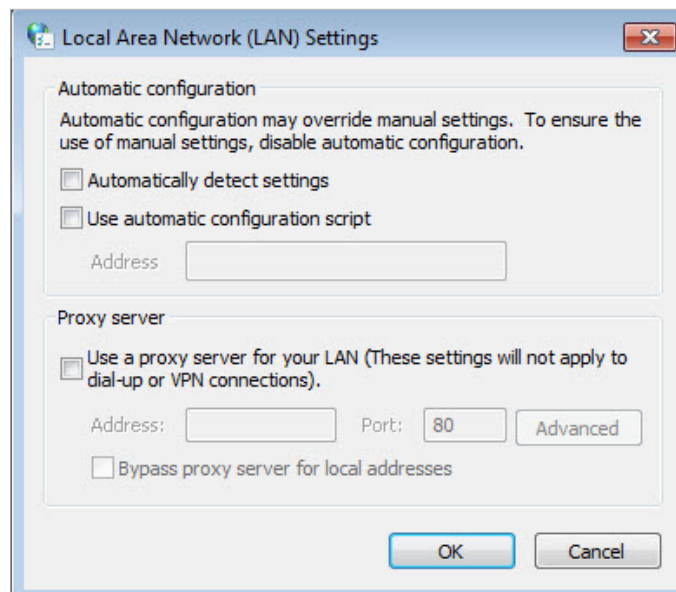 Local Area Network (LAN) Settings
Automatic configuration
Automatic configuration may override manual settings. To ensure the
use of manual settings, disable automatic configuration.
Automatically detect settings
Use automatic configuration script
Address
Proxy server
Use a proxy server for your LAN (These settings will not apply to
dial-up or VPN connections).
Address: Port: 80 Advanced
Bypass proxy server for local addresses
OK Cancel